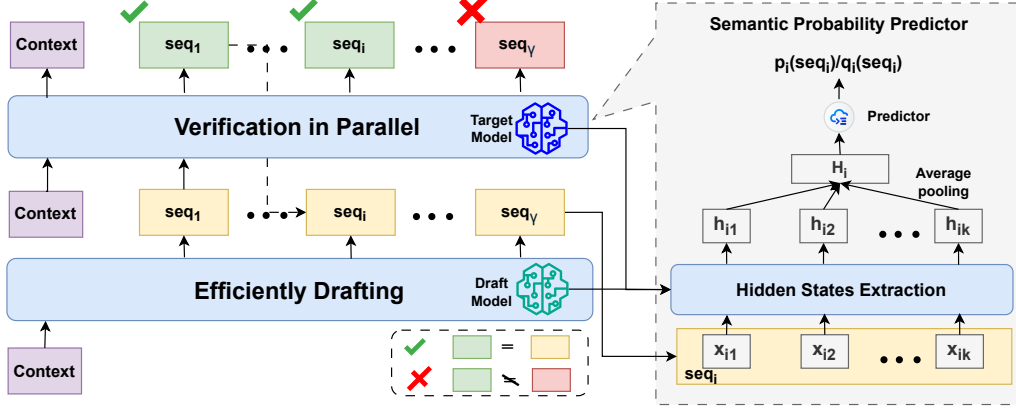 Context
seq₁
seqᵢ
seqᵧ
Verification in Parallel
Target
Model
Context
seq₁
seqᵢ
seqᵧ
Efficiently Drafting
Draft
Model
Context
=
=
Semantic Probability Predictor
pᵢ(seqᵢ)/qᵢ(seqᵢ)
Predictor
Hᵢ
Average
pooling
hᵢ₁ hᵢ₂ hᵢₖ
Hidden States Extraction
xᵢ₁ xᵢ₂ xᵢₖ
seqᵢ